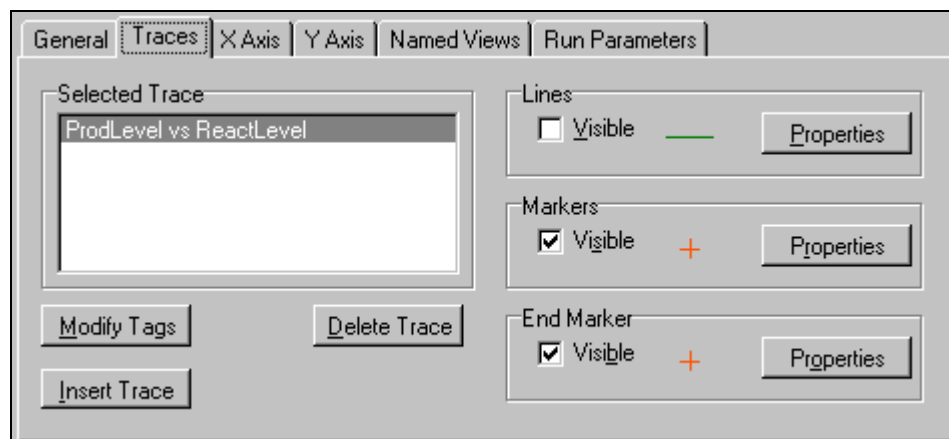 General Traces X Axis Y Axis Named Views Run Parameters
Selected Trace
ProdLevel vs ReactLevel
Modify Tags
Delete Trace
Insert Trace
Lines
Visible
Properties
Markers
Visible
Properties
End Marker
Visible
Properties